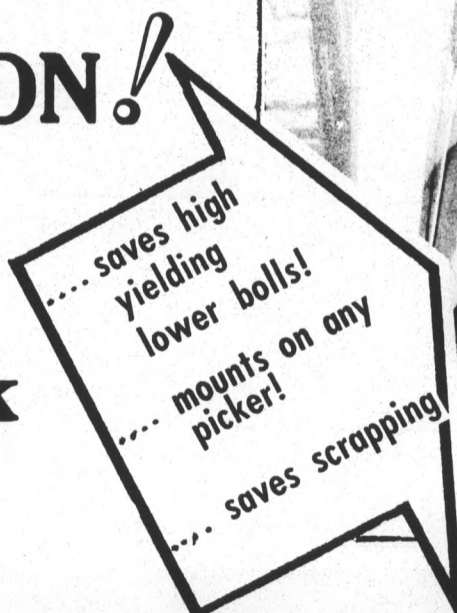 ON!
.... saves high
yielding
lower bolls!
.... mounts on any
picker!
.... saves scrapping